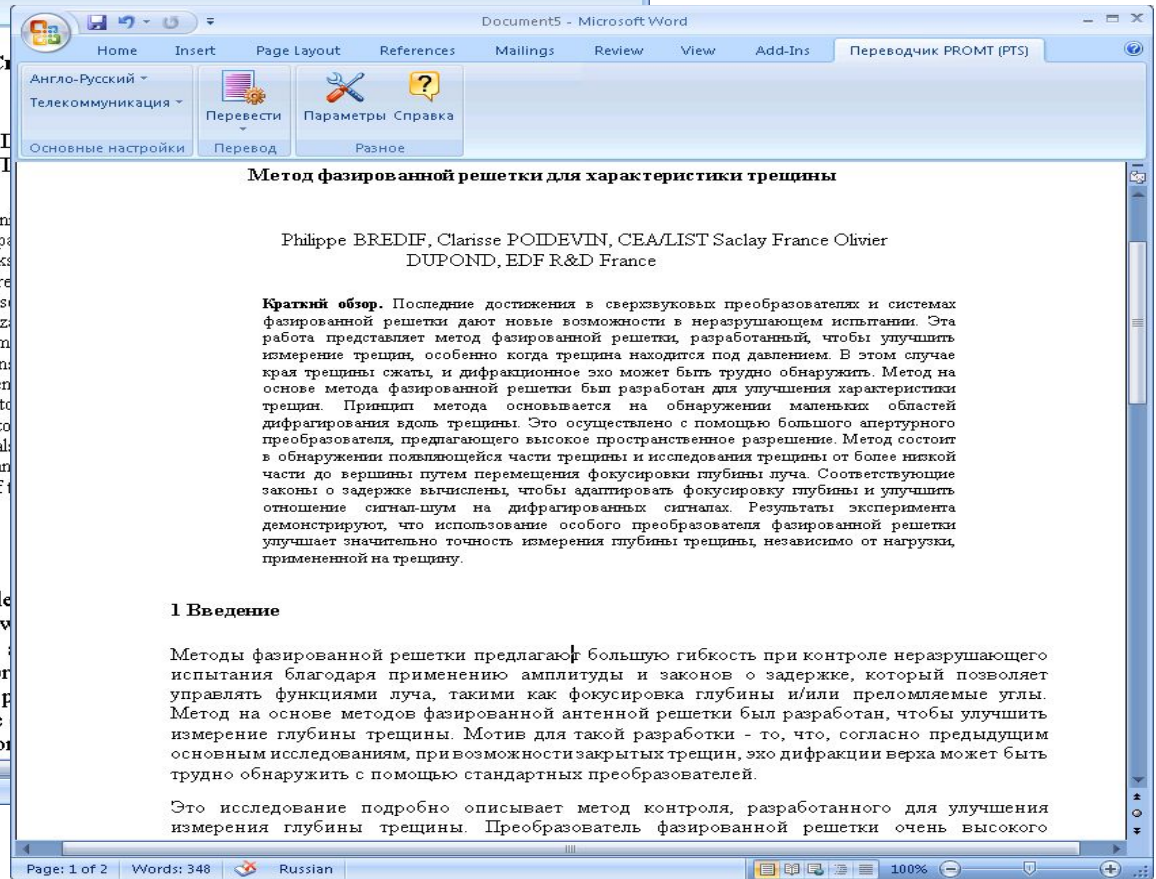 Document5 - Microsoft Word
Home Insert Page Layout References Mailings Review View Add-Ins Переводчик PROMT (PTS)
Англо-Русский
Телекоммуникация
Перевести
Параметры Справка
Основные настройки Перевод Разное
Метод фазированной решетки для характеристики трещины
Philippe BREDIF, Clarisse POIDEVIN, CEA/LIST Saclay France Olivier
DUPOND, EDF R&D France
Краткий обзор. Последние достижения в сверхзвуковых преобразователях и системах
фазированной решетки дают новые возможности в неразрушающем испытании. Эта
работа представляет метод фазированной решетки, разработанный, чтобы улучшить
измерение трещин, особенно когда трещина находится под давлением. В этом случае
края трещины сжаты, и дифракционное эхо может быть трудно обнаружить. Метод на
основе метода фазированной решетки был разработан для улучшения характеристики
трещин. Принцип метода основывается на обнаружении маленьких областей
дифрагирования вдоль трещины. Это осуществлено с помощью большого апертурного
преобразователя, предлагающего высокое пространственное разрешение. Метод состоит
в обнаружении появляющейся части трещины и исследования трещины от более низкой
части до вершины путем перемещения фокусировки глубины луча. Соответствующие
законы о задержке вычислены, чтобы адаптировать фокусировку глубины и улучшить
отношение сигнал-шум на дифрагированных сигналах. Результаты эксперимента
демонстрируют, что использование особого преобразователя фазированной решетки
улучшает значительно точность измерения глубины трещины, независимо от нагрузки,
примененной на трещину.
1 Введение
Методы фазированной решетки предлагают большую гибкость при контроле неразрушающего
испытания благодаря применению амплитуды и законов о задержке, который позволяет
управлять функциями луча, такими как фокусировка глубины и/или преломляемые углы.
Метод на основе методов фазированной антенной решетки был разработан, чтобы улучшить
измерение глубины трещины. Мотив для такой разработки - то, что, согласно предыдущим
основным исследованиям, при возможности закрытых трещин, эхо дифракции верха может быть
трудно обнаружить с помощью стандартных преобразователей.
Это исследование подробно описывает метод контроля, разработанного для улучшения
измерения глубины трещины. Преобразователь фазированной решетки очень высокого
Page: 1 of 2 Words: 348 Russian 100%